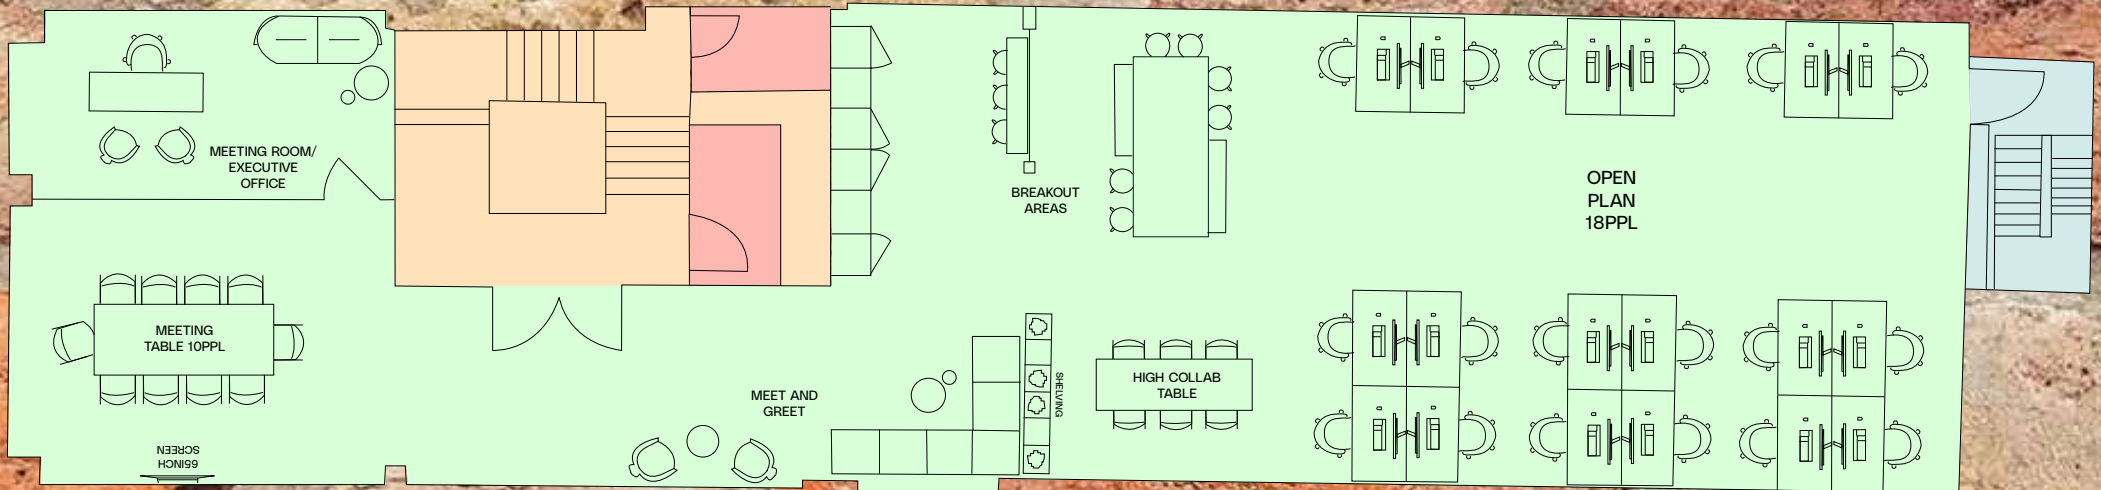 MEETING ROOM/
EXECUTIVE
OFFICE
BREAKOUT
AREAS
OPEN
PLAN
18PPL
MEETING
TABLE 10PPL
MEET AND
GREET
SHELVING
HIGH COLLAB
TABLE
65INCH
SCREEN